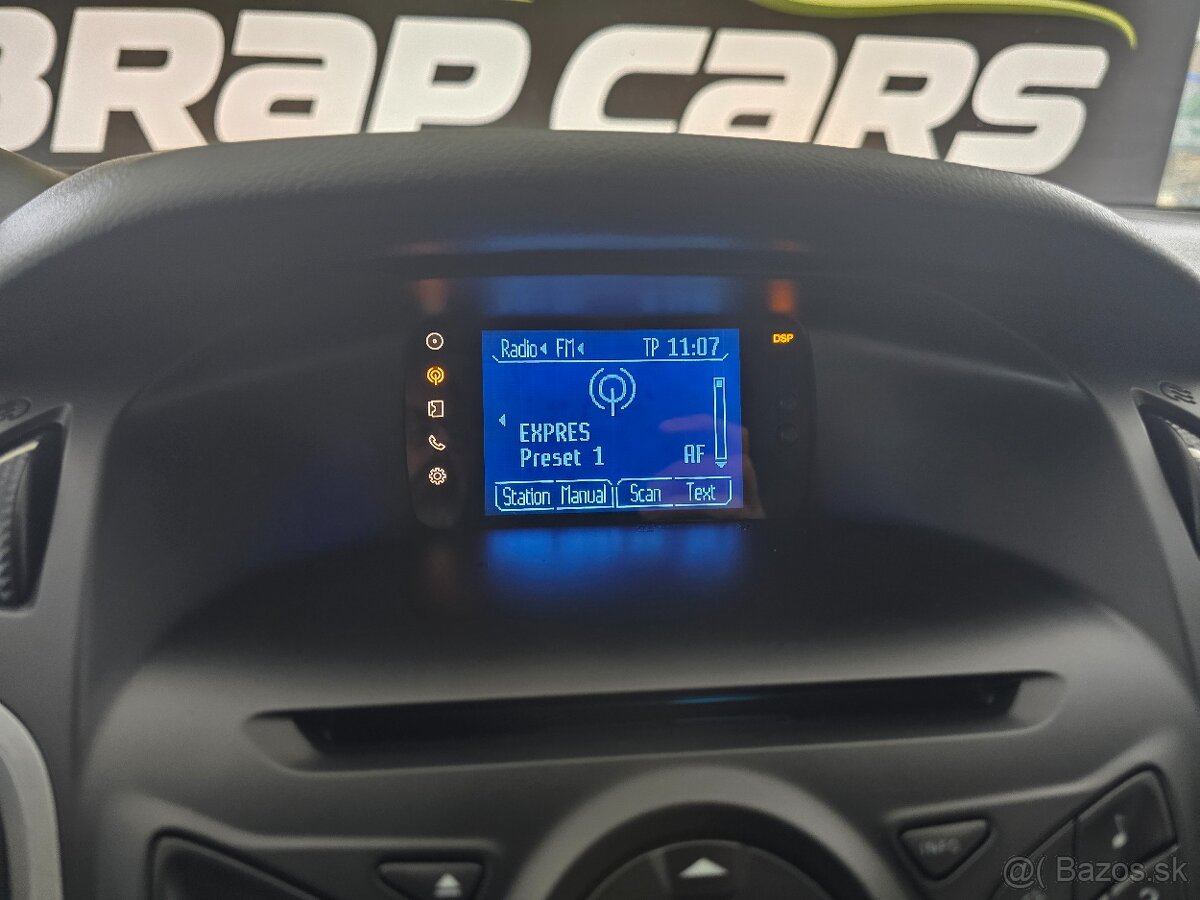 BRAP CARS
Radio FM TP 11:07
DSP
EXPRES
Preset 1 AF
Station Manual Scan Text
INFO
@(Bazos.sk